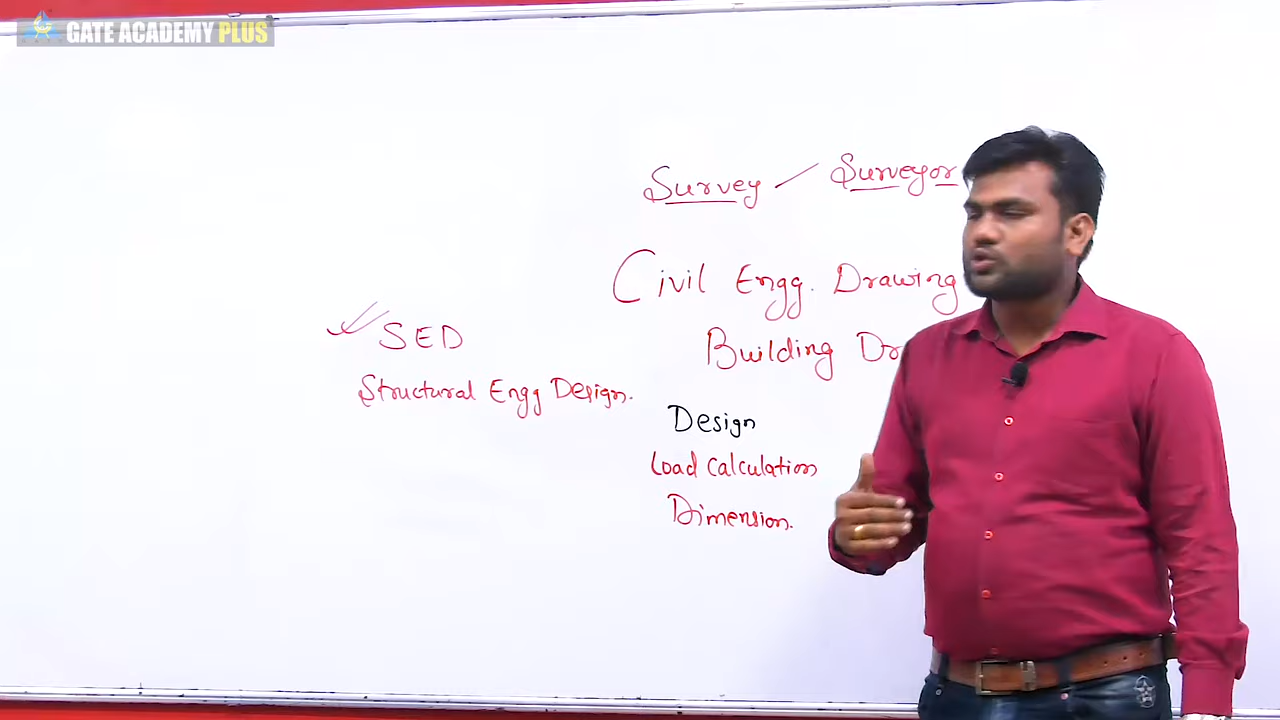 GATE ACADEMY PLUS
Survey Surveyor
Civil Engg. Drawing
Building
SED
Structural Engg Design.
Design
Load Calculation
Dimension.